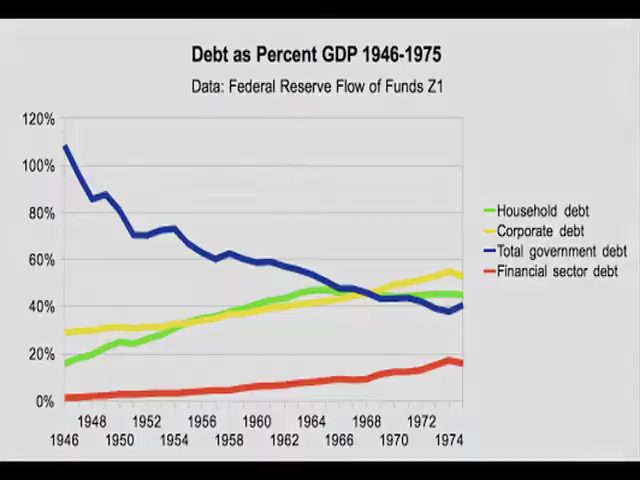 Debt as Percent GDP 1946-1975
Data: Federal Reserve Flow of Funds Z1
120%
100%
80%
60%
40%
20%
0%
Household debt
Corporate debt
Total government debt
Financial sector debt
1948 1952 1956 1960 1964 1968 1972
1946 1950 1954 1958 1962 1966 1970 1974